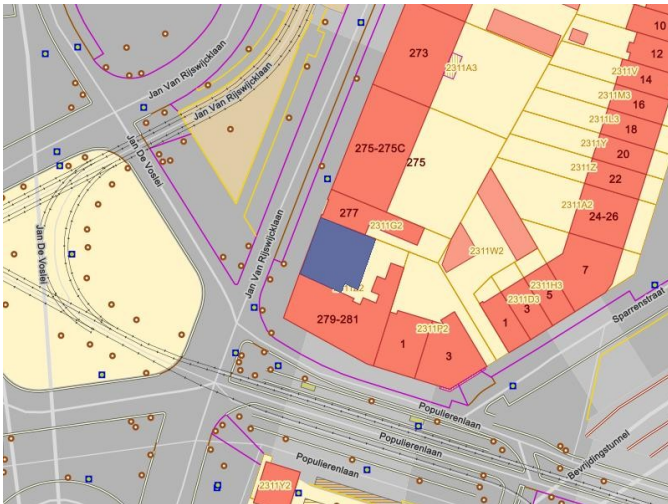 Jan Van Rijswijcklaan
Jan Van Rijswijcklaan
Jan De Voslei
Jan De Voslei
Jan Van Rijswijcklaan
273
2311A3
275-275C
275
277
2311G2
279-281
1
2311P2
3
2311W2
10
12
2311V
14
2311M3
16
2311L3
18
2311Y
20
2311Z
22
2311A2
24-26
7
2311H3
5
2311D3
3
1
Sparrenstraat
Populierenlaan
Populierenlaan
Populierenlaan
Bevrijdingstunnel
2311Y2